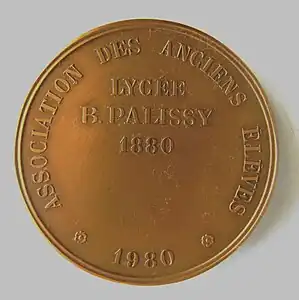 ASSOCIATION DES ANCIENS ELEVES
LYCÉE
B. PALISSY
1880
1980